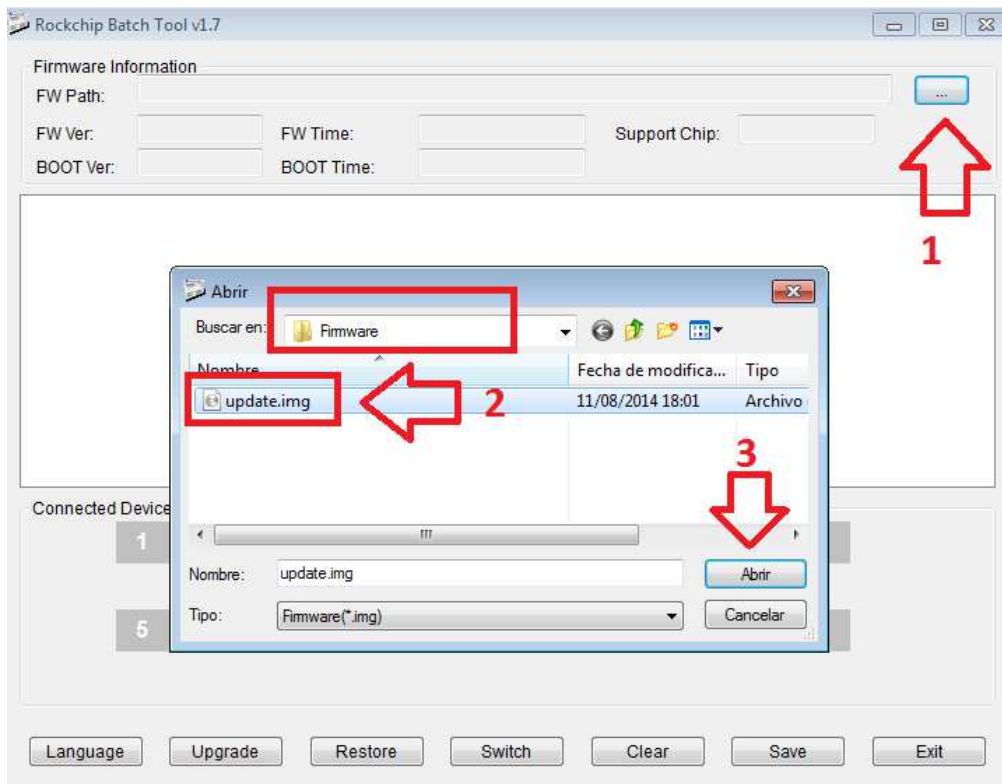 Rockchip Batch Tool v1.7
Firmware Information
FW Path:
...
FW Ver:
FW Time:
Support Chip:
BOOT Ver:
BOOT Time:
1
Abrir
Buscar en:
Firmware
Nombre
Fecha de modifica...
Tipo
update.img
11/08/2014 18:01
Archivo
2
3
Connected Device
1
Nombre:
update.img
Abrir
5
Tipo:
Firmware(*.img)
Cancelar
Language
Upgrade
Restore
Switch
Clear
Save
Exit